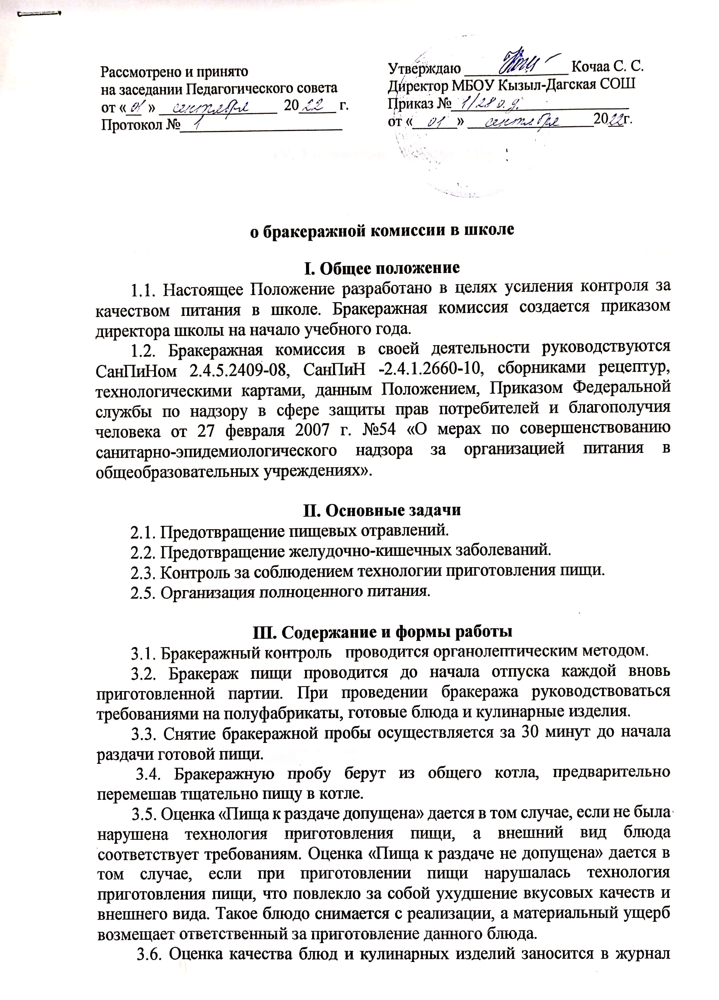 Рассмотрено и принято
на заседании Педагогического совета
от «01» сентября 2022 г.
Протокол № 1
Утверждаю Кочаа С. С.
Директор МБОУ Кызыл-Дагская СОШ
Приказ № 1/28 о.д.
от «01» сентября 2022г.
о бракеражной комиссии в школе
I. Общее положение
1.1. Настоящее Положение разработано в целях усиления контроля за
качеством питания в школе. Бракеражная комиссия создается приказом
директора школы на начало учебного года.
1.2. Бракеражная комиссия в своей деятельности руководствуются
СанПиНом 2.4.5.2409-08, СанПиН -2.4.1.2660-10, сборниками рецептур,
технологическими картами, данным Положением, Приказом Федеральной
службы по надзору в сфере защиты прав потребителей и благополучия
человека от 27 февраля 2007 г. №54 «О мерах по совершенствованию
санитарно-эпидемиологического надзора за организацией питания в
общеобразовательных учреждениях».
II. Основные задачи
2.1. Предотвращение пищевых отравлений.
2.2. Предотвращение желудочно-кишечных заболеваний.
2.3. Контроль за соблюдением технологии приготовления пищи.
2.5. Организация полноценного питания.
III. Содержание и формы работы
3.1. Бракеражный контроль проводится органолептическим методом.
3.2. Бракераж пищи проводится до начала отпуска каждой вновь
приготовленной партии. При проведении бракеража руководствоваться
требованиями на полуфабрикаты, готовые блюда и кулинарные изделия.
3.3. Снятие бракеражной пробы осуществляется за 30 минут до начала
раздачи готовой пищи.
3.4. Бракеражную пробу берут из общего котла, предварительно
перемешав тщательно пищу в котле.
3.5. Оценка «Пища к раздаче допущена» дается в том случае, если не была
нарушена технология приготовления пищи, а внешний вид блюда
соответствует требованиям. Оценка «Пища к раздаче не допущена» дается в
том случае, если при приготовлении пищи нарушалась технология
приготовления пищи, что повлекло за собой ухудшение вкусовых качеств и
внешнего вида. Такое блюдо снимается с реализации, а материальный ущерб
возмещает ответственный за приготовление данного блюда.
3.6. Оценка качества блюд и кулинарных изделий заносится в журнал